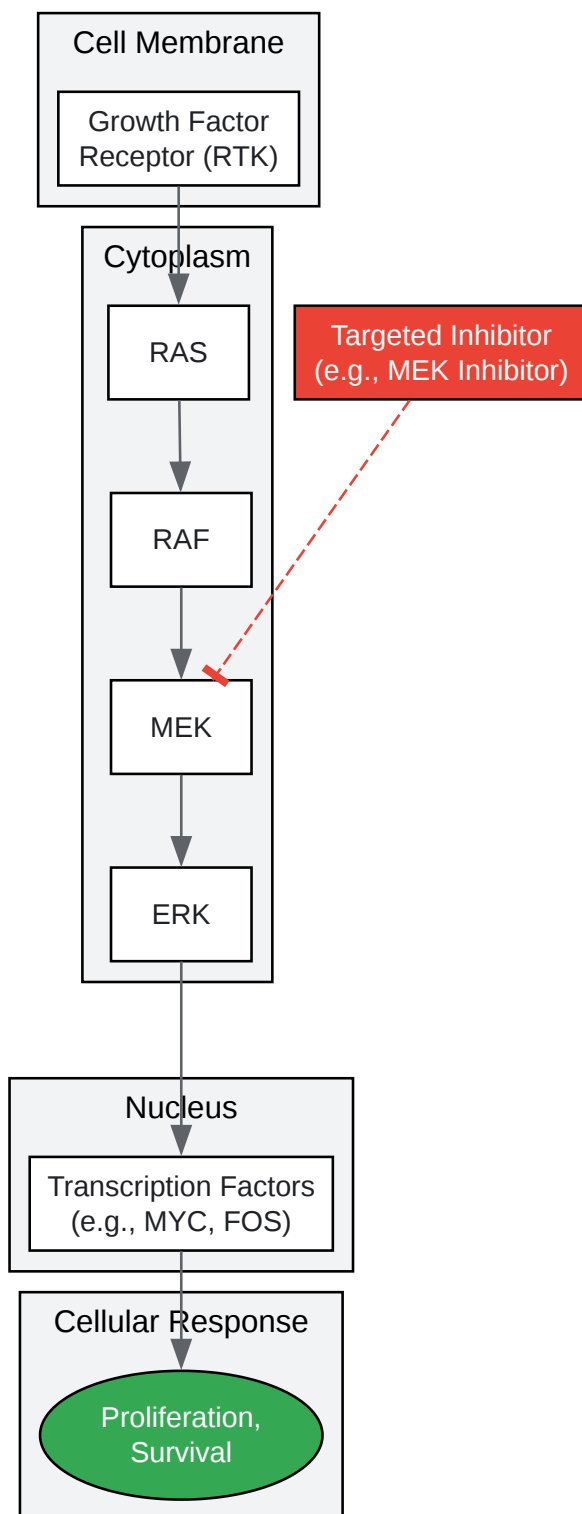 Cell Membrane
Growth Factor
Receptor (RTK)
Cytoplasm
RAS
Targeted Inhibitor
(e.g., MEK Inhibitor)
RAF
MEK
ERK
Nucleus
Transcription Factors
(e.g., MYC, FOS)
Cellular Response
Proliferation,
Survival